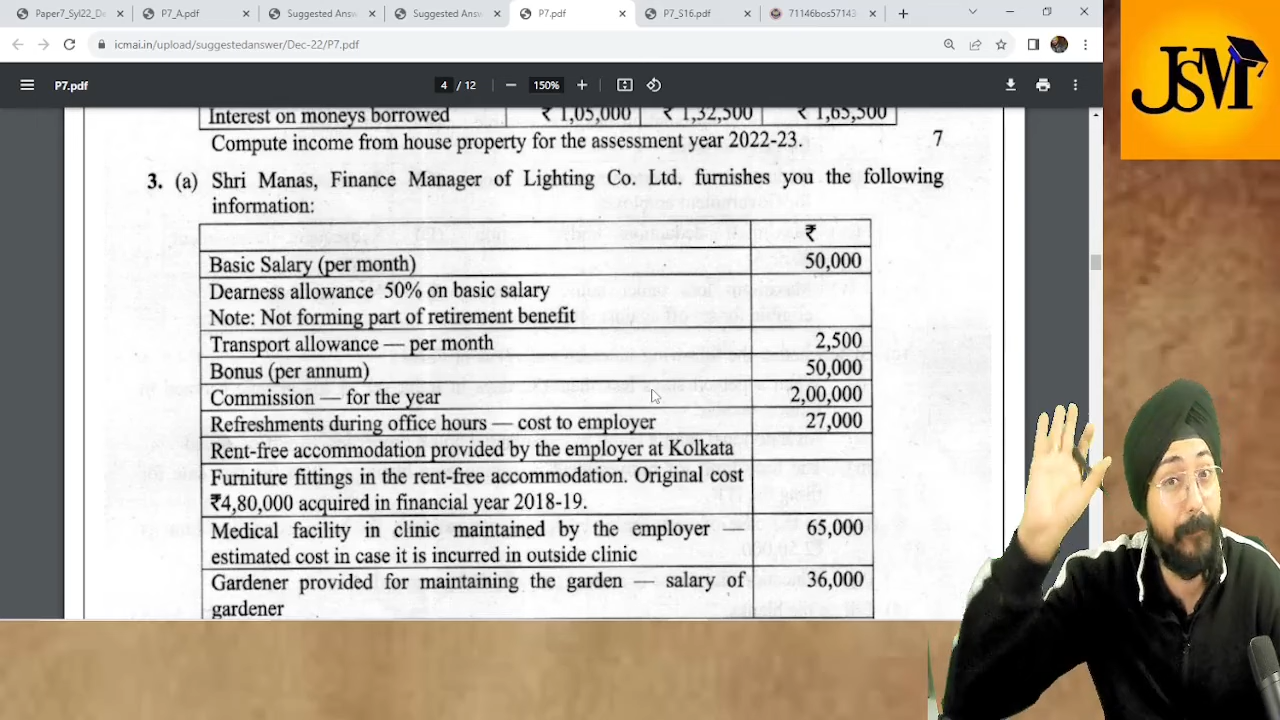 Paper7_Syl22_De
P7_A.pdf
Suggested Answ
Suggested Answ
P7.pdf
P7_S16.pdf
71146bos57143
icmai.in/upload/suggestedanswer/Dec-22/P7.pdf
P7.pdf
4 / 12
150%
Interest on moneys borrowed ₹ 1,05,000 ₹ 1,32,500 ₹ 1,65,500
Compute income from house property for the assessment year 2022-23. 7
3. (a) Shri Manas, Finance Manager of Lighting Co. Ltd. furnishes you the following
information:
₹
Basic Salary (per month) 50,000
Dearness allowance 50% on basic salary
Note: Not forming part of retirement benefit
Transport allowance — per month 2,500
Bonus (per annum) 50,000
Commission — for the year 2,00,000
Refreshments during office hours — cost to employer 27,000
Rent-free accommodation provided by the employer at Kolkata
Furniture fittings in the rent-free accommodation. Original cost
₹4,80,000 acquired in financial year 2018-19.
Medical facility in clinic maintained by the employer — 65,000
estimated cost in case it is incurred in outside clinic
Gardener provided for maintaining the garden — salary of 36,000
gardener
JSM